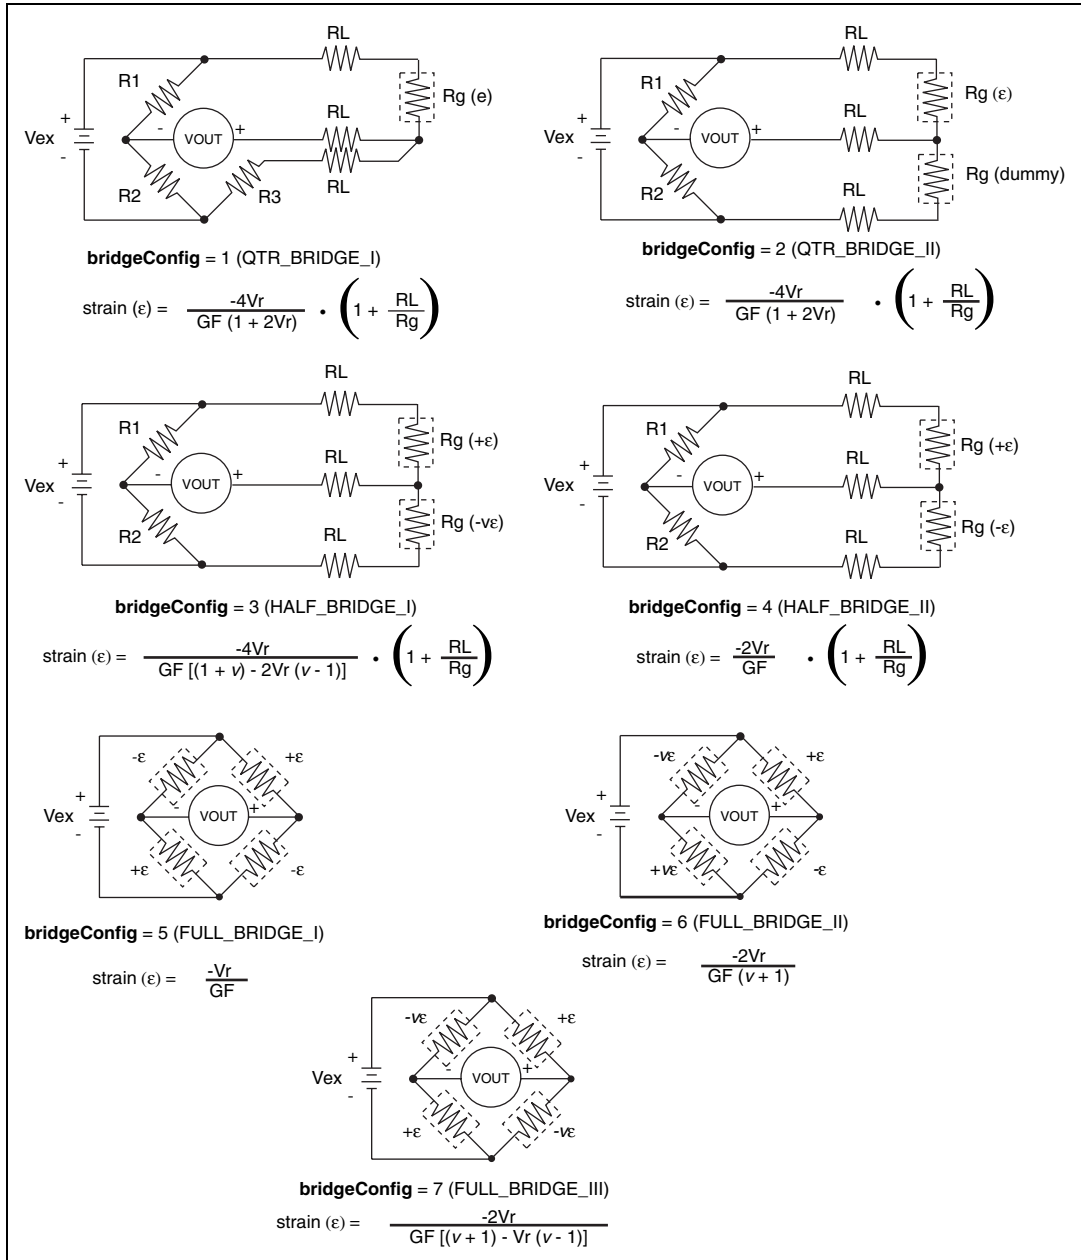 RL
R1
Rg (e)
RL
- VOUT +
+
Vex
-
R2
R3
RL
bridgeConfig = 1 (QTR_BRIDGE_I)
strain (ε) = -4Vr / GF (1 + 2Vr) • (1 + RL / Rg)
RL
R1
Rg (ε)
RL
- VOUT +
+
Vex
-
R2
Rg (dummy)
RL
bridgeConfig = 2 (QTR_BRIDGE_II)
strain (ε) = -4Vr / GF (1 + 2Vr) • (1 + RL / Rg)
RL
R1
Rg (+ε)
+
Vex
-
- VOUT +
RL
R2
Rg (-vε)
RL
bridgeConfig = 3 (HALF_BRIDGE_I)
strain (ε) = -4Vr / GF [(1 + v) - 2Vr (v - 1)] • (1 + RL / Rg)
RL
R1
Rg (+ε)
+
Vex
-
- VOUT +
RL
R2
Rg (-ε)
RL
bridgeConfig = 4 (HALF_BRIDGE_II)
strain (ε) = -2Vr / GF • (1 + RL / Rg)
-ε
+ε
+
Vex
-
- VOUT +
+ε
-ε
bridgeConfig = 5 (FULL_BRIDGE_I)
strain (ε) = -Vr / GF
-vε
+ε
+
Vex
-
- VOUT +
+vε
-ε
bridgeConfig = 6 (FULL_BRIDGE_II)
strain (ε) = -2Vr / GF (v + 1)
-vε
+ε
+
Vex
-
- VOUT +
+ε
-vε
bridgeConfig = 7 (FULL_BRIDGE_III)
strain (ε) = -2Vr / GF [(v + 1) - Vr (v - 1)]